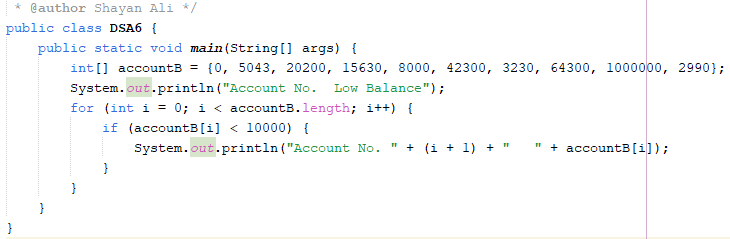 * @author Shayan Ali */
public class DSA6 {
public static void main(String[] args) {
int[] accountB = {0, 5043, 20200, 15630, 8000, 42300, 3230, 64300, 1000000, 2990};
System.out.println("Account No.  Low Balance");
for (int i = 0; i < accountB.length; i++) {
if (accountB[i] < 10000) {
System.out.println("Account No. " + (i + 1) + "   " + accountB[i]);
}
}
}
}